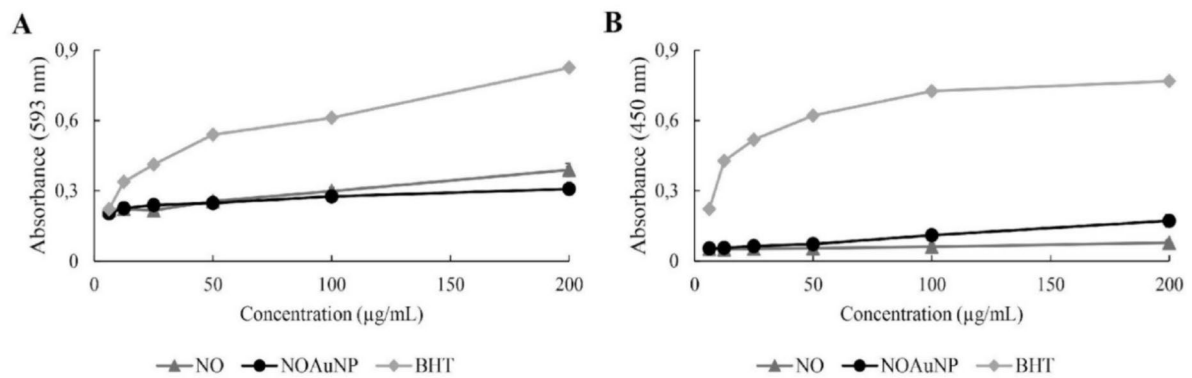 A
B
Absorbance (593 nm)
0,9
0,6
0,3
0
0 50 100 150 200
Concentration (µg/mL)
NO NOAuNP BHT
Absorbance (450 nm)
0,9
0,6
0,3
0
0 50 100 150 200
Concentration (µg/mL)
NO NOAuNP BHT